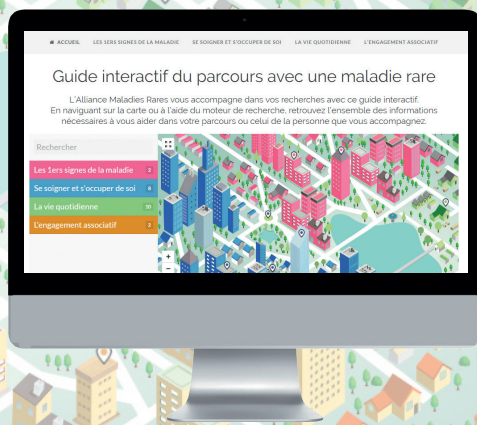 ACCUEIL LES 1ERS SIGNES DE LA MALADIE SE SOIGNER ET S'OCCUPER DE SOI LA VIE QUOTIDIENNE L'ENGAGEMENT ASSOCIATIF
Guide interactif du parcours avec une maladie rare
L'Alliance Maladies Rares vous accompagne dans vos recherches avec ce guide interactif.
En naviguant sur la carte ou à l'aide du moteur de recherche, retrouvez l'ensemble des informations
nécessaires à vous aider dans votre parcours ou celui de la personne que vous accompagnez.
Rechercher
Les 1ers signes de la maladie 2
Se soigner et s'occuper de soi 8
La vie quotidienne 10
L'engagement associatif 2
+
−